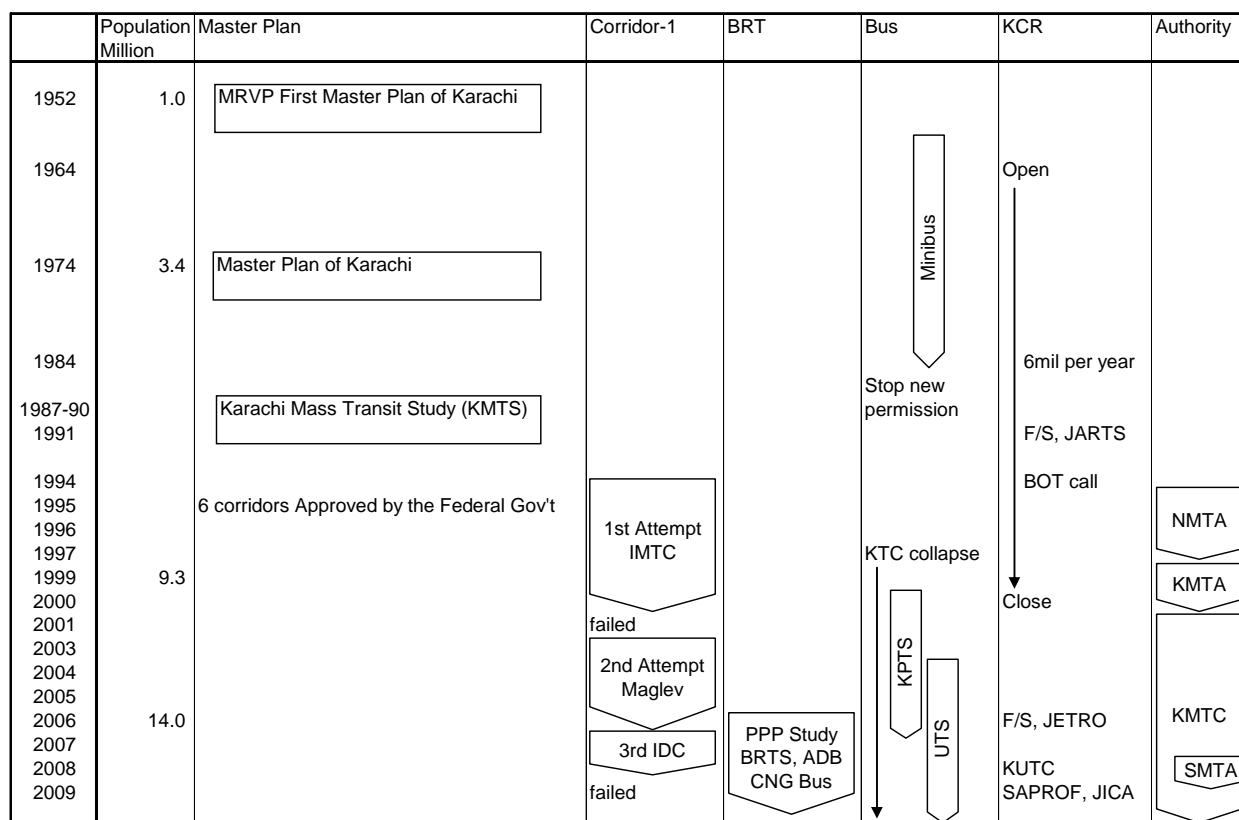 Population Master Plan Corridor-1 BRT Bus KCR Authority
Million
1952 1.0 MRVP First Master Plan of Karachi
1964 Open
Minibus
1974 3.4 Master Plan of Karachi
1984 6mil per year
Stop new
1987-90 Karachi Mass Transit Study (KMTS) permission
1991 F/S, JARTS
1994 BOT call
1995 6 corridors Approved by the Federal Gov't
1996 1st Attempt NMTA
1997 IMTC KTC collapse
1999 9.3 KMTA
2000 Close
2001 failed
2003 KPTS
2004 2nd Attempt
2005 Maglev
2006 14.0 PPP Study UTS F/S, JETRO KMTC
2007 3rd IDC BRTS, ADB
2008 CNG Bus KUTC SMTA
2009 failed SAPROF, JICA